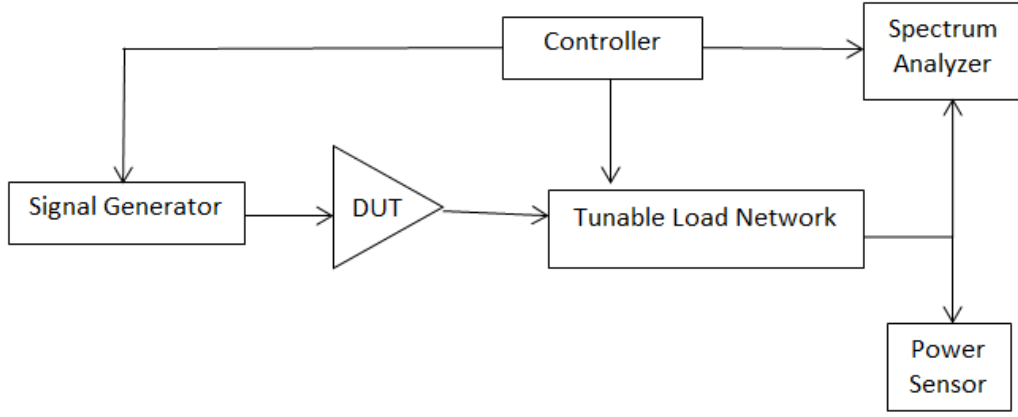 Controller
Spectrum
Analyzer
Signal Generator
DUT
Tunable Load Network
Power
Sensor